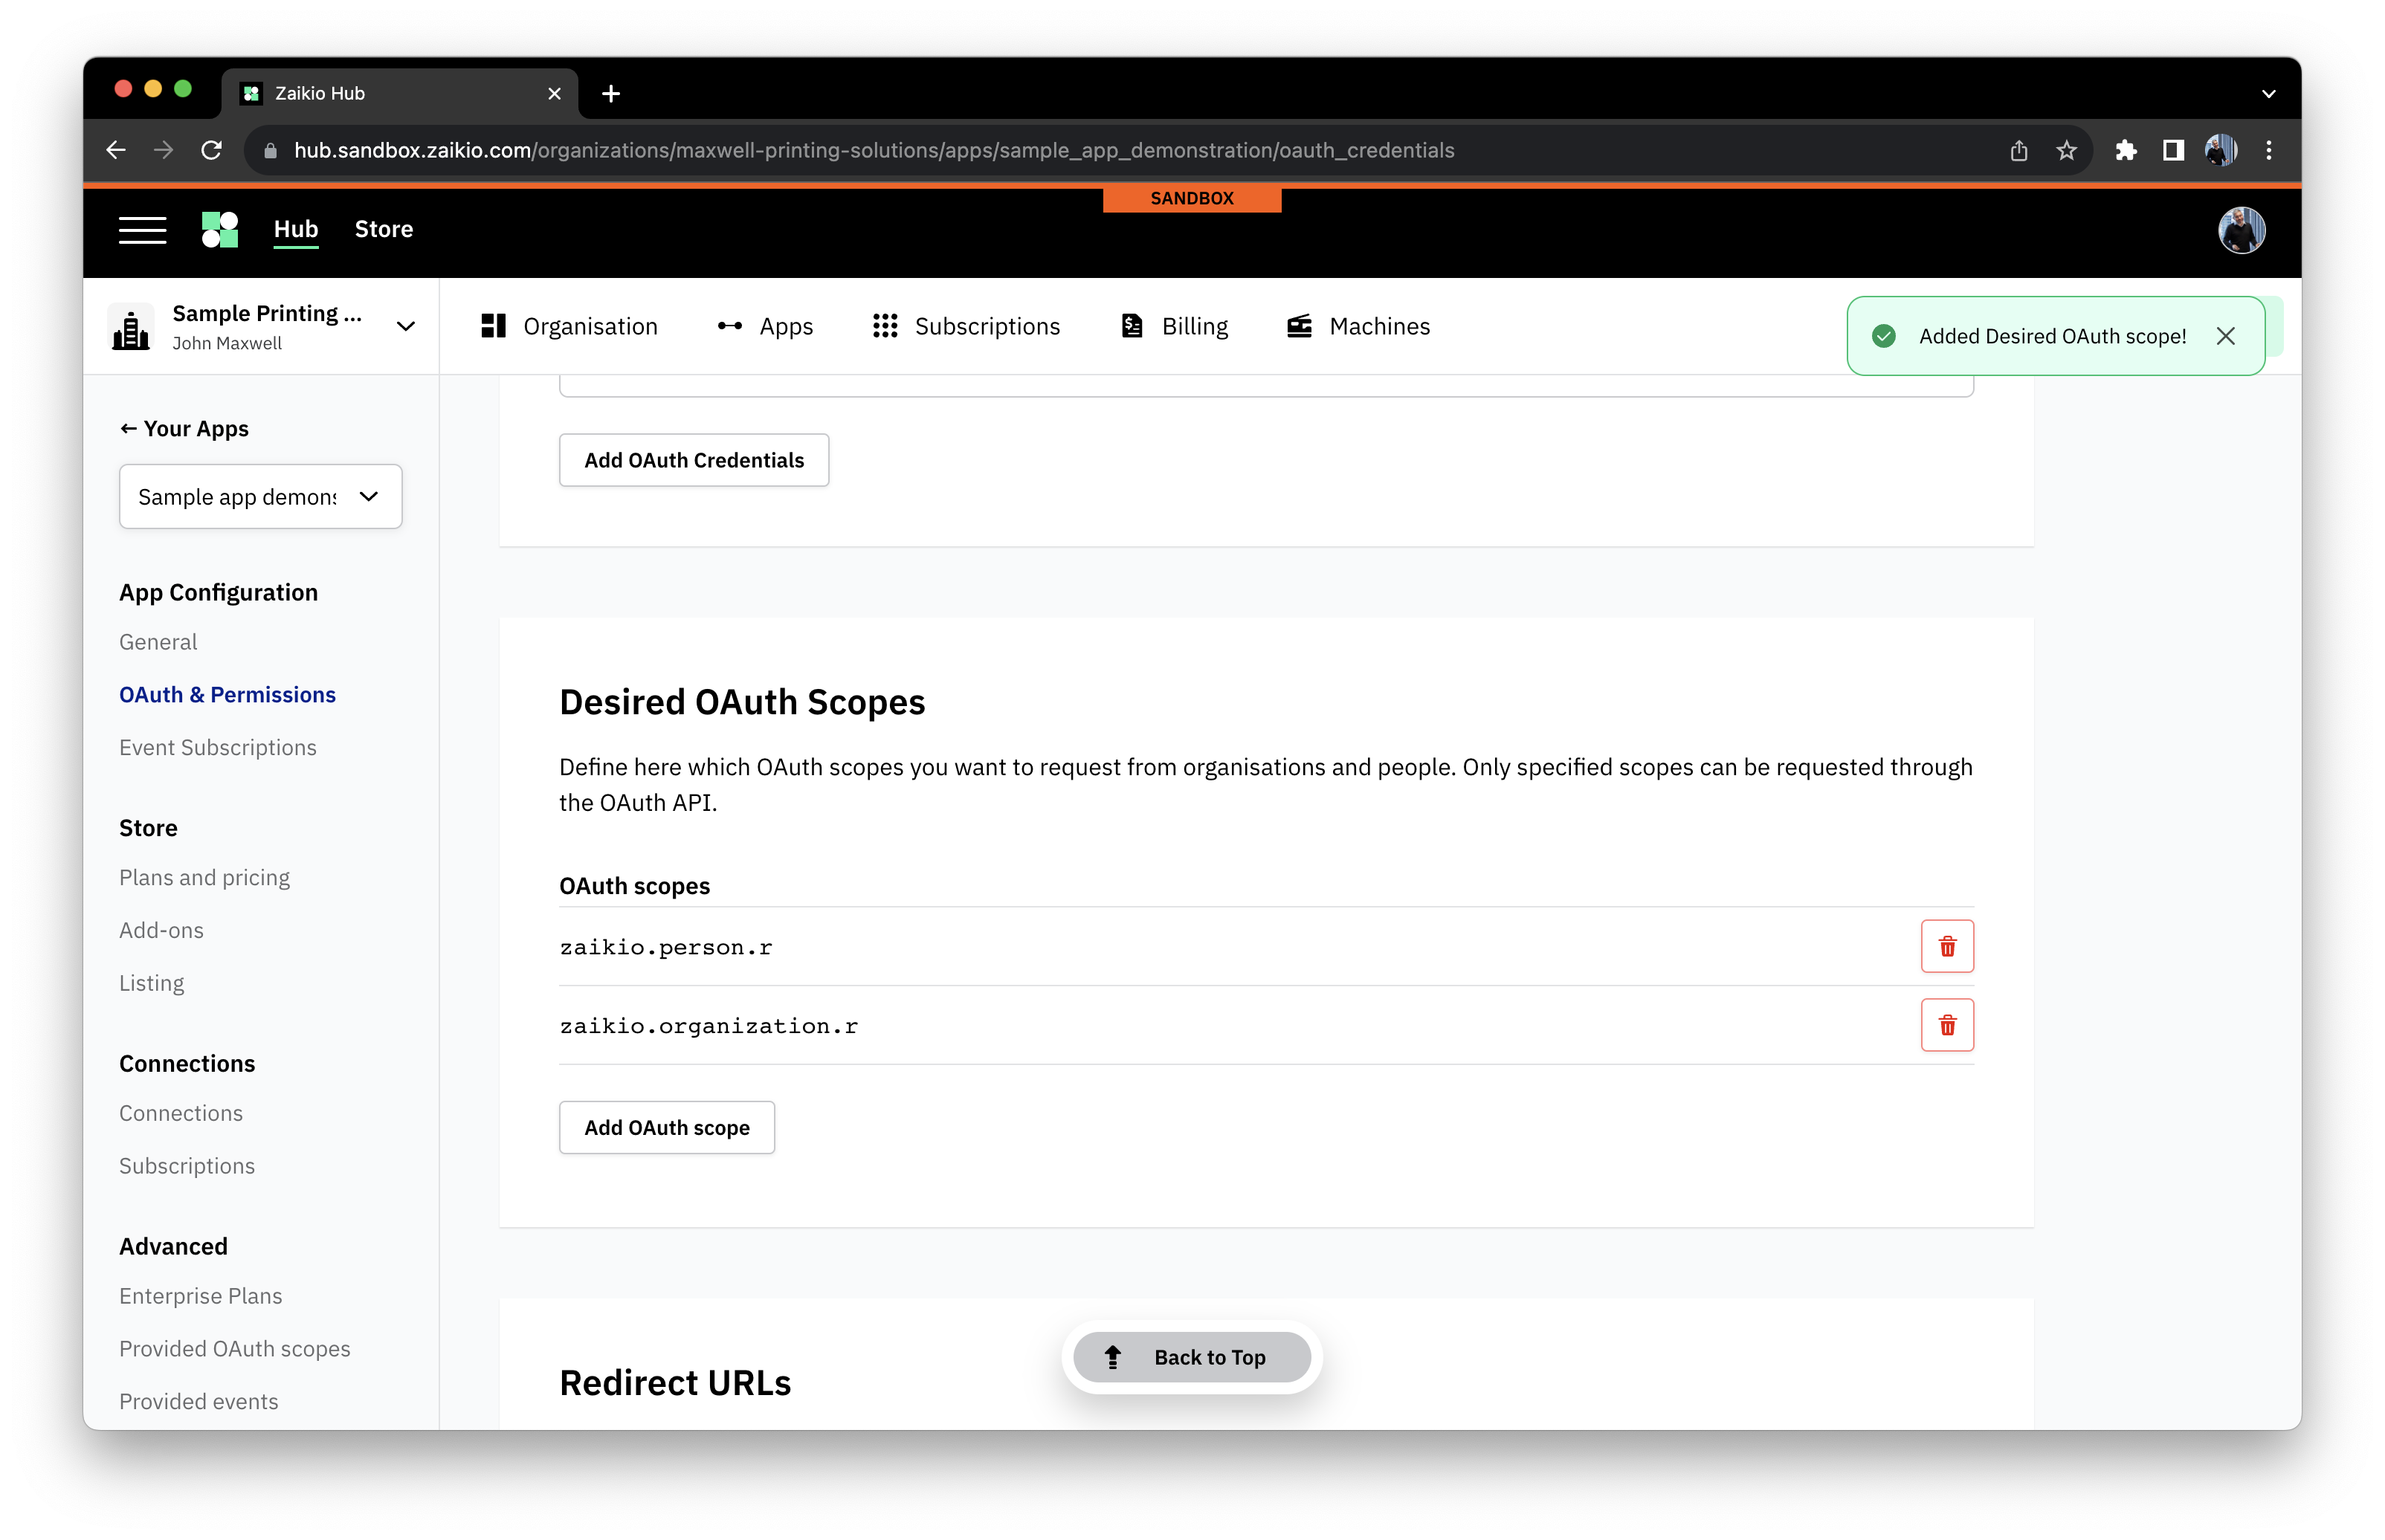 Zaikio Hub
hub.sandbox.zaikio.com/organizations/maxwell-printing-solutions/apps/sample_app_demonstration/oauth_credentials
SANDBOX
Hub
Store
Sample Printing ...
John Maxwell
Organisation
Apps
Subscriptions
Billing
Machines
Added Desired OAuth scope!
← Your Apps
Sample app demons
App Configuration
General
OAuth & Permissions
Event Subscriptions
Store
Plans and pricing
Add-ons
Listing
Connections
Connections
Subscriptions
Advanced
Enterprise Plans
Provided OAuth scopes
Provided events
Add OAuth Credentials
Desired OAuth Scopes
Define here which OAuth scopes you want to request from organisations and people. Only specified scopes can be requested through
the OAuth API.
OAuth scopes
zaikio.person.r
zaikio.organization.r
Add OAuth scope
Redirect URLs
Back to Top